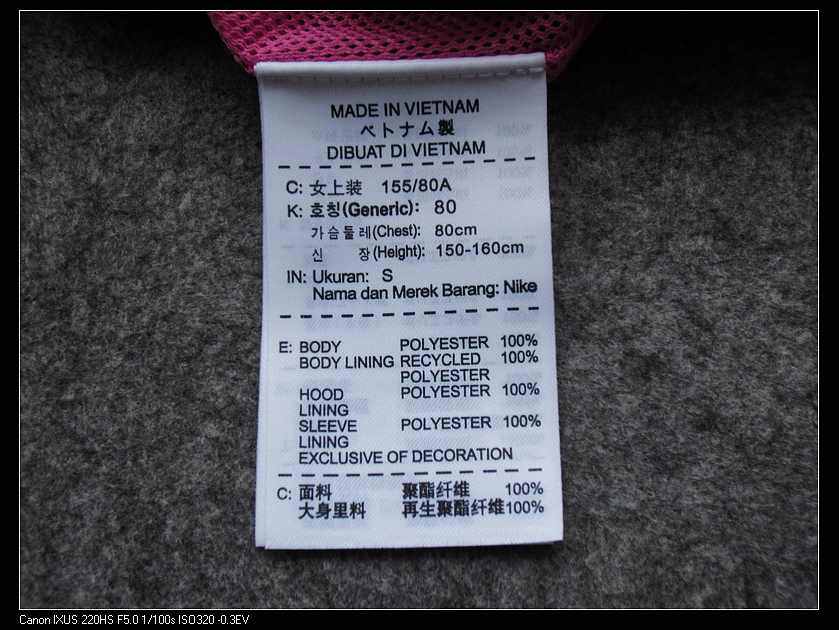 MADE IN VIETNAM
ベトナム製
DIBUAT DI VIETNAM
C: 女上装 155/80A
K: 호칭(Generic): 80
가슴둘레(Chest): 80cm
신 장(Height): 150-160cm
IN: Ukuran: S
Nama dan Merek Barang: Nike
E: BODY POLYESTER 100%
BODY LINING RECYCLED 100%
POLYESTER
HOOD POLYESTER 100%
LINING
SLEEVE POLYESTER 100%
LINING
EXCLUSIVE OF DECORATION
C: 面料 聚酯纤维 100%
大身里料 再生聚酯纤维100%
Canon IXUS 220HS F5.0 1/100s ISO320 -0.3EV